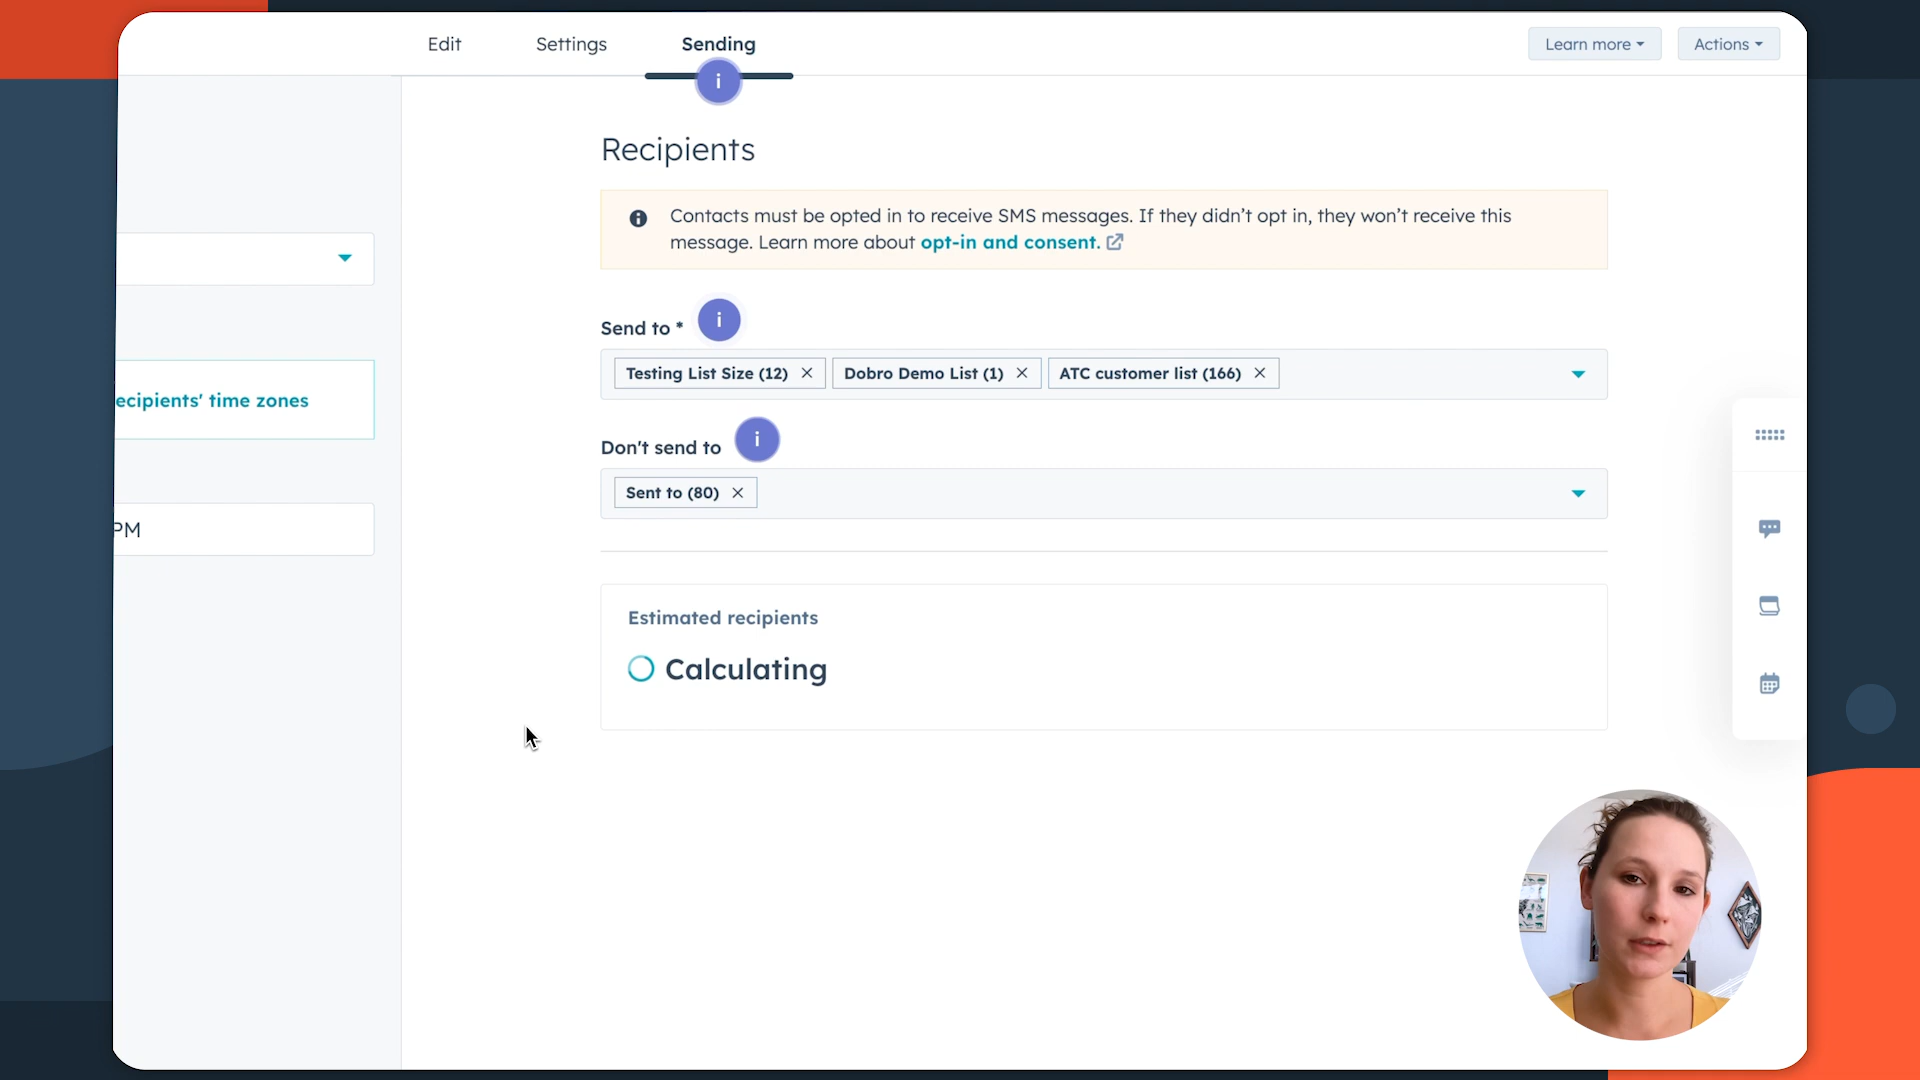 Edit
Settings
Sending
Learn more
Actions
i
Recipients
i
Contacts must be opted in to receive SMS messages. If they didn't opt in, they won't receive this
message. Learn more about opt-in and consent.
Send to *
i
Testing List Size (12)
Dobro Demo List (1)
ATC customer list (166)
ecipients' time zones
Don't send to
i
Sent to (80)
PM
Estimated recipients
Calculating